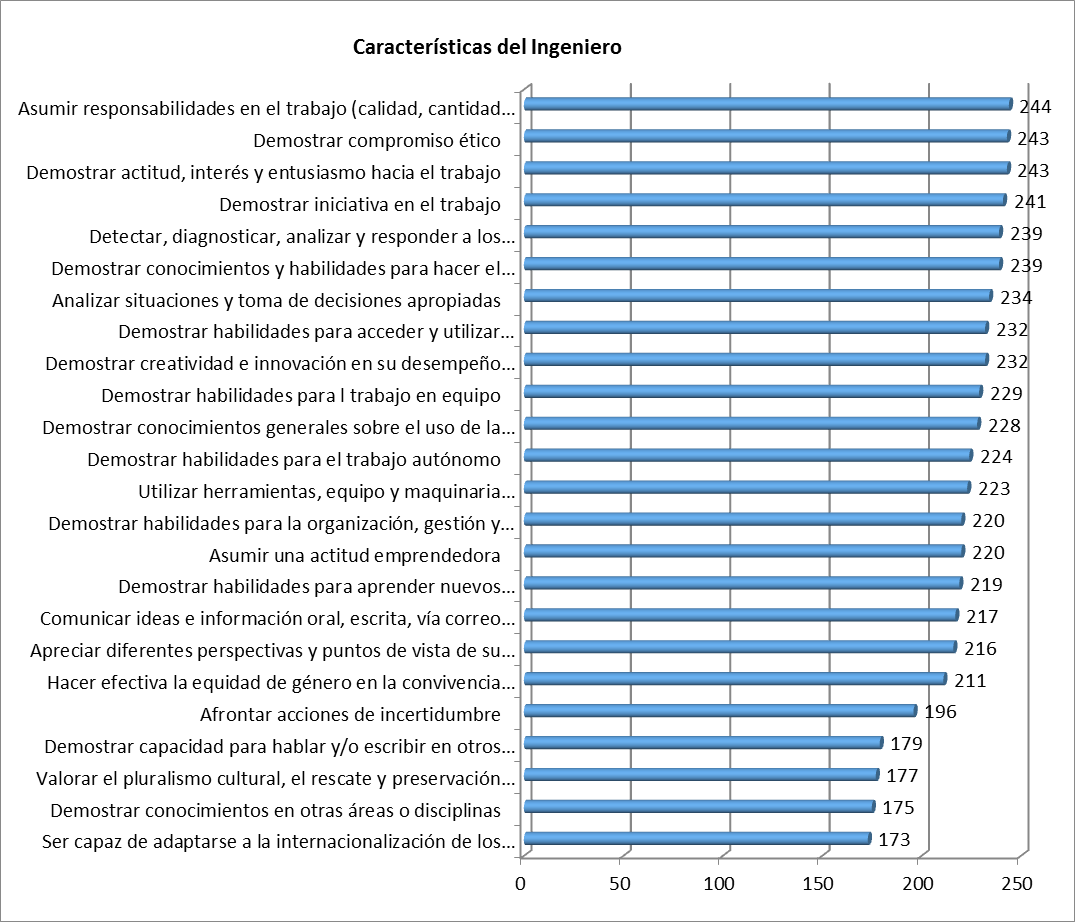 Características del Ingeniero
Asumir responsabilidades en el trabajo (calidad, cantidad... 244
Demostrar compromiso ético 243
Demostrar actitud, interés y entusiasmo hacia el trabajo 243
Demostrar iniciativa en el trabajo 241
Detectar, diagnosticar, analizar y responder a los... 239
Demostrar conocimientos y habilidades para hacer el... 239
Analizar situaciones y toma de decisiones apropiadas 234
Demostrar habilidades para acceder y utilizar... 232
Demostrar creatividad e innovación en su desempeño... 232
Demostrar habilidades para l trabajo en equipo 229
Demostrar conocimientos generales sobre el uso de la... 228
Demostrar habilidades para el trabajo autónomo 224
Utilizar herramientas, equipo y maquinaria... 223
Demostrar habilidades para la organización, gestión y... 220
Asumir una actitud emprendedora 220
Demostrar habilidades para aprender nuevos... 219
Comunicar ideas e información oral, escrita, vía correo... 217
Apreciar diferentes perspectivas y puntos de vista de su... 216
Hacer efectiva la equidad de género en la convivencia... 211
Afrontar acciones de incertidumbre 196
Demostrar capacidad para hablar y/o escribir en otros... 179
Valorar el pluralismo cultural, el rescate y preservación... 177
Demostrar conocimientos en otras áreas o disciplinas 175
Ser capaz de adaptarse a la internacionalización de los... 173
0 50 100 150 200 250